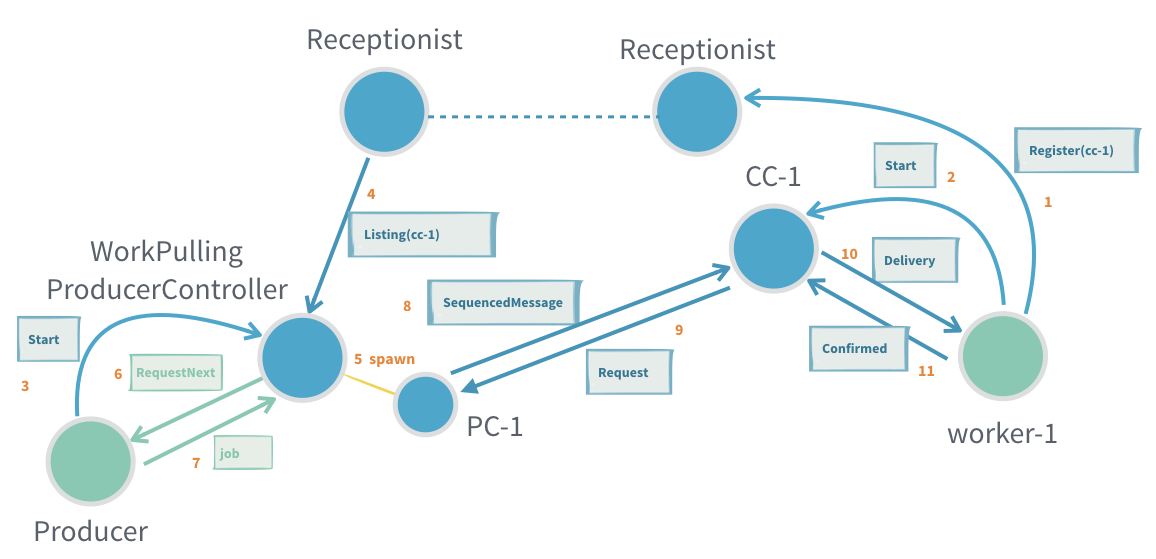 Receptionist
Receptionist
Register(cc-1)
1
Start
2
CC-1
4
Listing(cc-1)
10
Delivery
WorkPulling
ProducerController
8
SequencedMessage
9
Request
Confirmed
11
Start
3
6
RequestNext
5 spawn
PC-1
worker-1
7
job
Producer